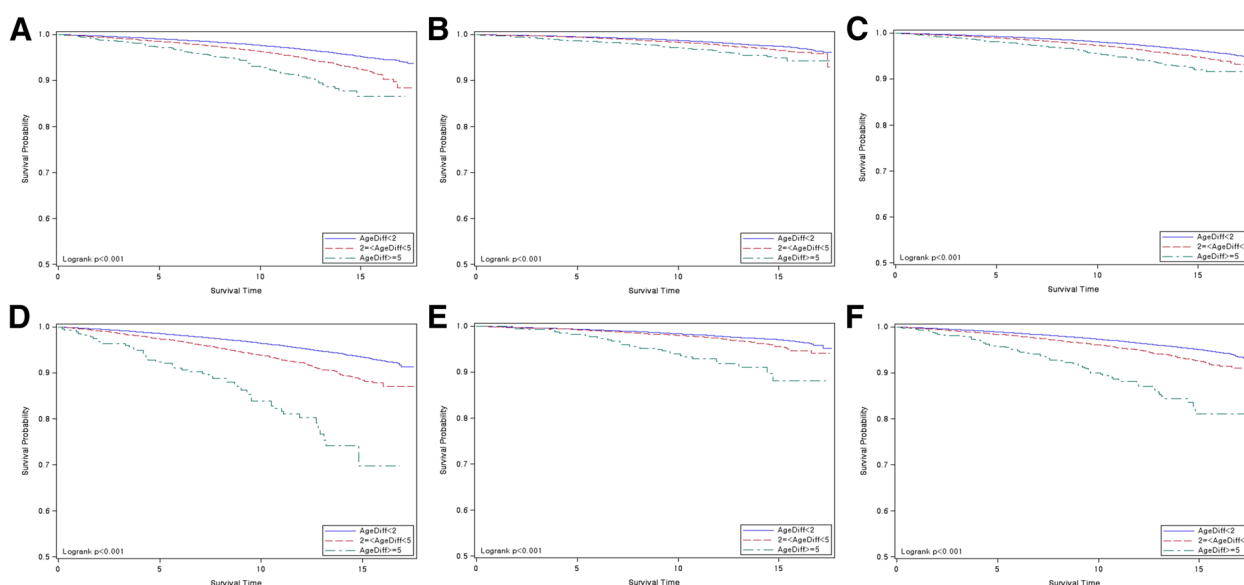 A
1.0
0.9
0.8
0.7
0.6
0.5
Survival Probability
AgeDiff<2
2=<AgeDiff<5
AgeDiff>=5
Logrank p<0.001
0 5 10 15
Survival Time
B
1.0
0.9
0.8
0.7
0.6
0.5
Survival Probability
AgeDiff<2
2=<AgeDiff<5
AgeDiff>=5
Logrank p<0.001
0 5 10 15
Survival Time
C
1.0
0.9
0.8
0.7
0.6
0.5
Survival Probability
AgeDiff<2
2=<AgeDiff<
AgeDiff>=5
Logrank p<0.001
0 5 10 15
Survival Time
D
1.0
0.9
0.8
0.7
0.6
0.5
Survival Probability
AgeDiff<2
2=<AgeDiff<5
AgeDiff>=5
Logrank p<0.001
0 5 10 15
Survival Time
E
1.0
0.9
0.8
0.7
0.6
0.5
Survival Probability
AgeDiff<2
2=<AgeDiff<5
AgeDiff>=5
Logrank p<0.001
0 5 10 15
Survival Time
F
1.0
0.9
0.8
0.7
0.6
0.5
Survival Probability
AgeDiff<2
2=<AgeDiff<
AgeDiff>=5
Logrank p<0.001
0 5 10 15
Survival Time